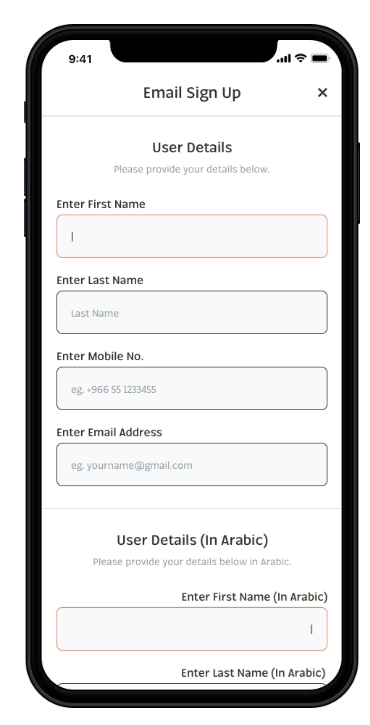 9:41
Email Sign Up
User Details
Please provide your details below.
Enter First Name
Enter Last Name
Last Name
Enter Mobile No.
eg. +966 55 1233455
Enter Email Address
eg. yourname@gmail.com
User Details (In Arabic)
Please provide your details below in Arabic.
Enter First Name (In Arabic)
Enter Last Name (In Arabic)